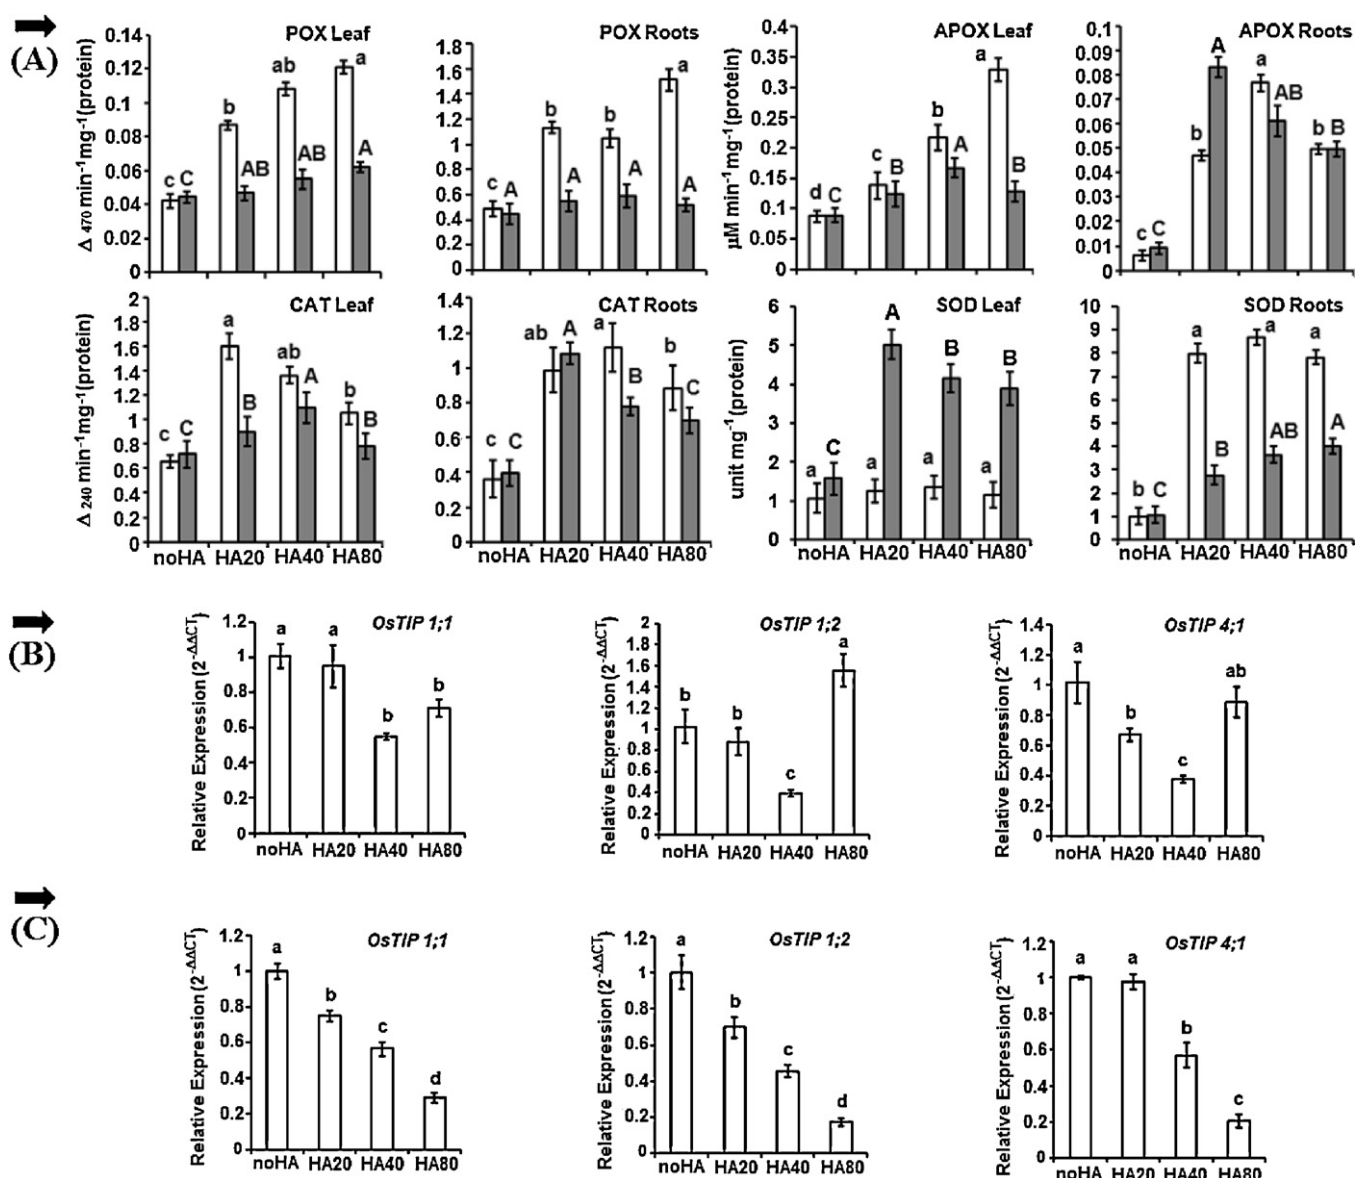 (A)
POX Leaf
Δ 470 min-1mg-1(protein)
0.14
0.12
0.1
0.08
0.06
0.04
0.02
0
c C b AB ab AB a A
POX Roots
1.8
1.6
1.4
1.2
1
0.8
0.6
0.4
0.2
0
c A b A b A a A
APOX Leaf
µM min-1mg-1(protein)
0.4
0.35
0.3
0.25
0.2
0.15
0.1
0.05
0
d C c B b A a B
APOX Roots
0.1
0.09
0.08
0.07
0.06
0.05
0.04
0.03
0.02
0.01
0
c C b A a AB b B
CAT Leaf
Δ 240 min-1mg-1(protein)
2
1.8
1.6
1.4
1.2
1
0.8
0.6
0.4
0.2
0
c C a B ab A b B
noHA HA20 HA40 HA80
CAT Roots
1.4
1.2
1
0.8
0.6
0.4
0.2
0
c C ab A a B b C
noHA HA20 HA40 HA80
SOD Leaf
unit mg-1(protein)
6
5
4
3
2
1
0
a C a A a B a B
noHA HA20 HA40 HA80
SOD Roots
10
9
8
7
6
5
4
3
2
1
0
b C a B a AB a A
noHA HA20 HA40 HA80
(B)
OsTIP 1;1
Relative Expression (2-ΔΔCT)
1.2
1
0.8
0.6
0.4
0.2
0
a a b b
noHA HA20 HA40 HA80
OsTIP 1;2
Relative Expression (2-ΔΔCT)
2
1.8
1.6
1.4
1.2
1
0.8
0.6
0.4
0.2
0
b b c a
noHA HA20 HA40 HA80
OsTIP 4;1
Relative Expression (2-ΔΔCT)
1.4
1.2
1
0.8
0.6
0.4
0.2
0
a b c ab
noHA HA20 HA40 HA80
(C)
OsTIP 1;1
Relative Expression (2-ΔΔCT)
1.2
1
0.8
0.6
0.4
0.2
0
a b c d
noHA HA20 HA40 HA80
OsTIP 1;2
Relative Expression (2-ΔΔCT)
1.2
1
0.8
0.6
0.4
0.2
0
a b c d
noHA HA20 HA40 HA80
OsTIP 4;1
Relative Expression (2-ΔΔCT)
1.2
1
0.8
0.6
0.4
0.2
0
a a b c
noHA HA20 HA40 HA80